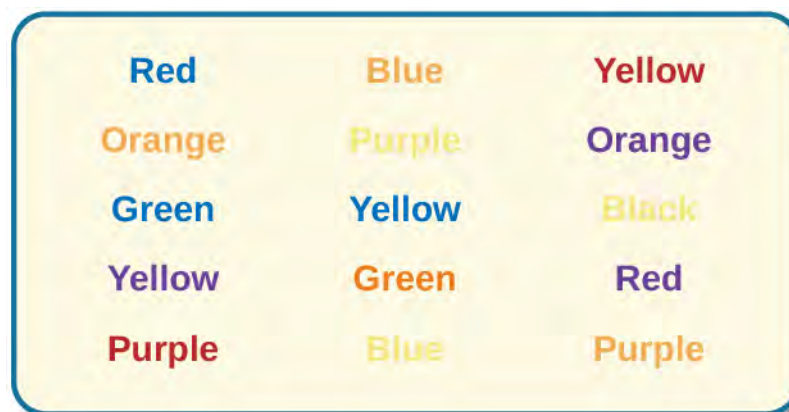 Red Blue Yellow
Orange Purple Orange
Green Yellow Black
Yellow Green Red
Purple Blue Purple